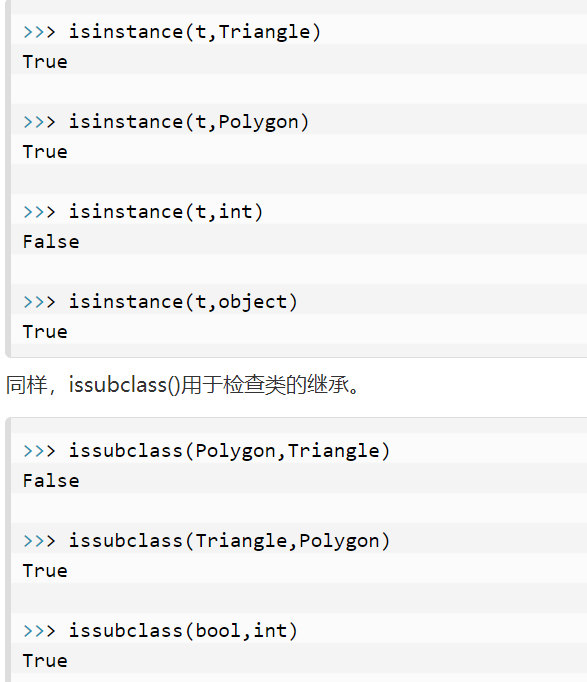 >>> isinstance(t,Triangle)
True
>>> isinstance(t,Polygon)
True
>>> isinstance(t,int)
False
>>> isinstance(t,object)
True
同样，issubclass()用于检查类的继承。
>>> issubclass(Polygon,Triangle)
False
>>> issubclass(Triangle,Polygon)
True
>>> issubclass(bool,int)
True